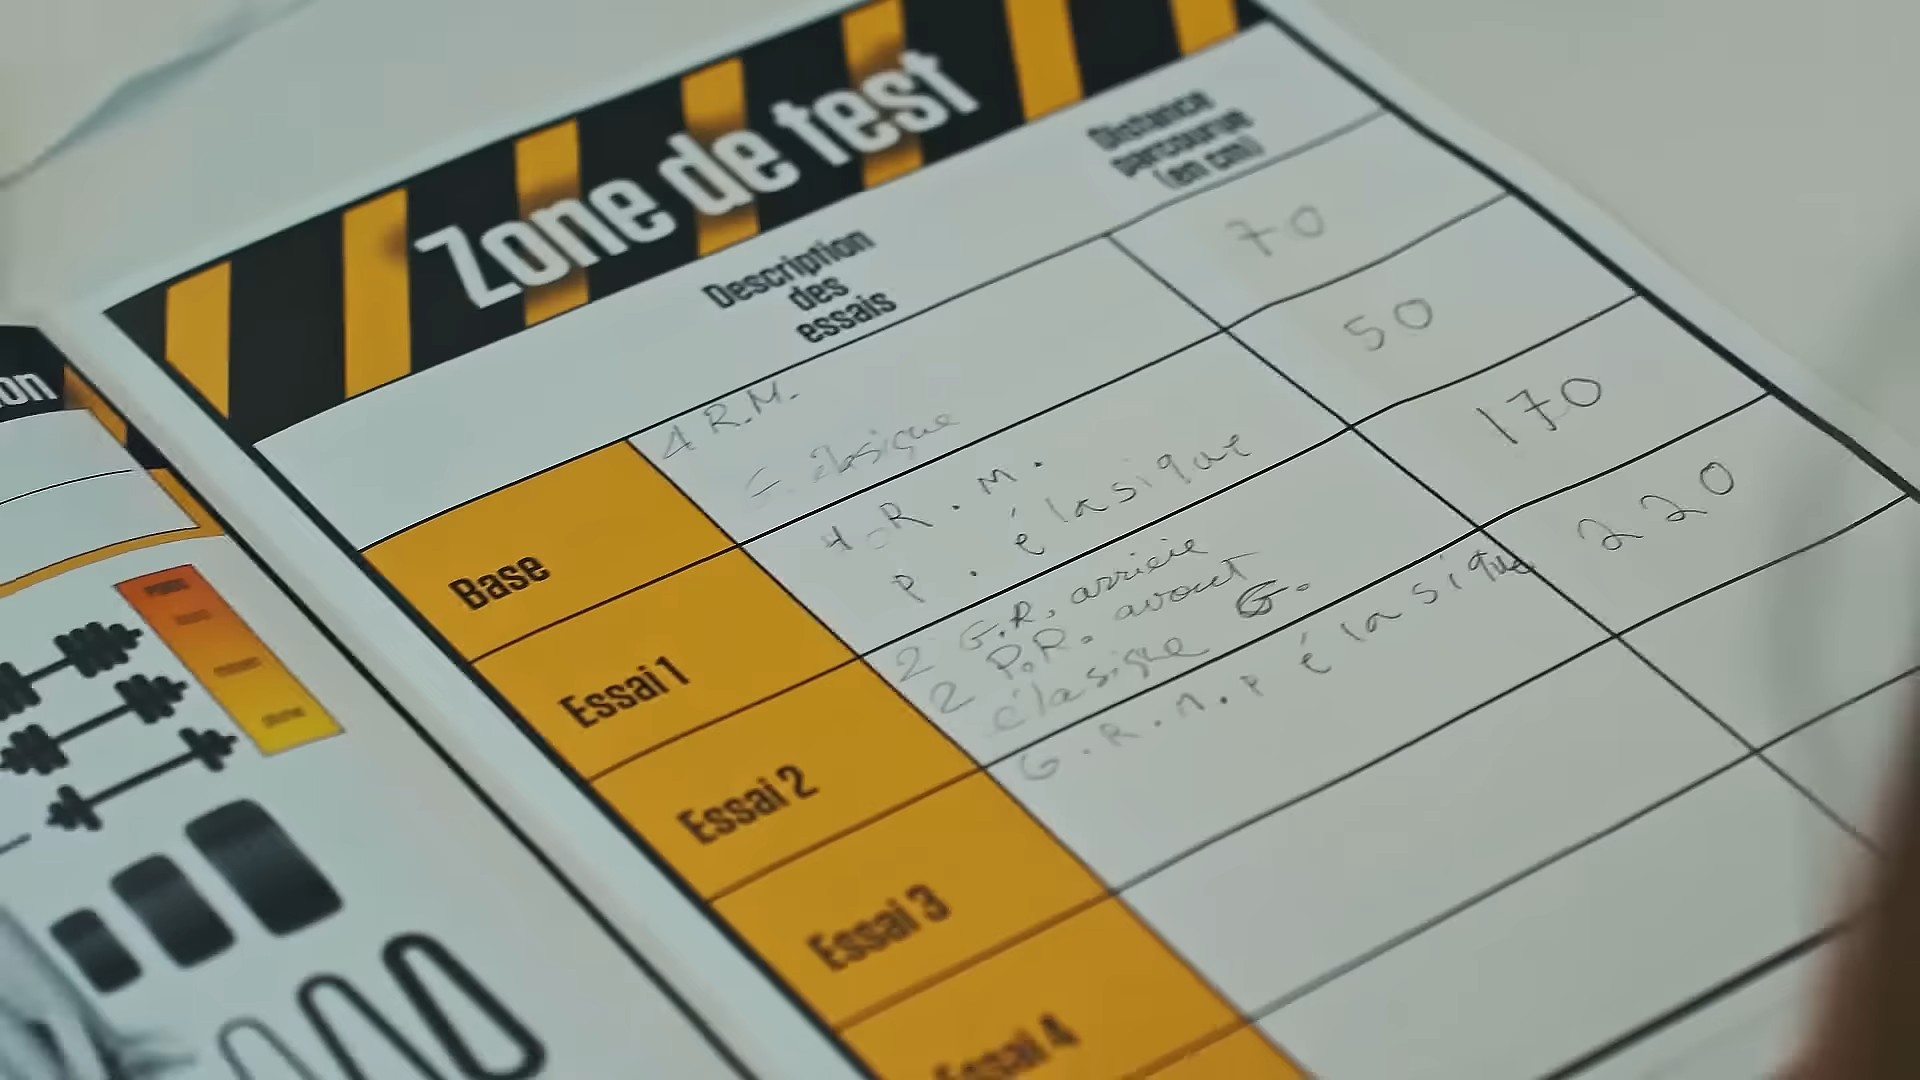 Zone de test
Description
des
essais
Distance
parcourue
(en cm)
Base
4 R.M.
G. élasique
70
Essai 1
4 R.M.
P. élasique
50
Essai 2
2 G.R. arrière
2 P.R. avant
élasique G.
170
Essai 3
G.R.M.P élasique
220
Essai 4
on